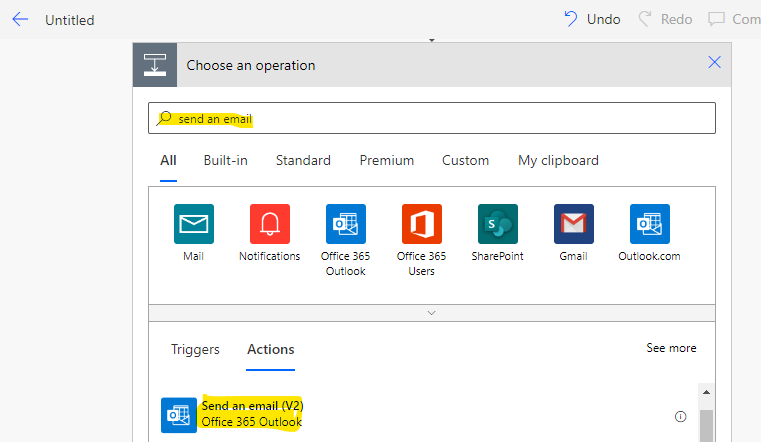 Untitled
Undo
Redo
Com
Choose an operation
send an email
All
Built-in
Standard
Premium
Custom
My clipboard
Mail
Notifications
Office 365
Outlook
Office 365
Users
SharePoint
Gmail
Outlook.com
Triggers
Actions
See more
Send an email (V2)
Office 365 Outlook